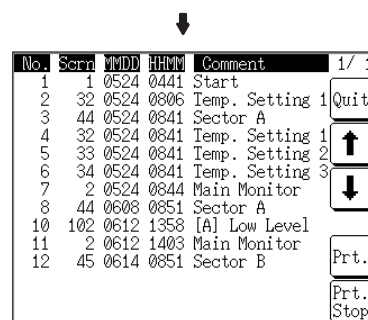 No. Scrn MMDD HHMM Comment 1/ 1
1 1 0524 0441 Start
2 32 0524 0806 Temp. Setting 1
3 44 0524 0841 Sector A
4 32 0524 0841 Temp. Setting 1
5 33 0524 0841 Temp. Setting 2
6 34 0524 0841 Temp. Setting 3
7 2 0524 0844 Main Monitor
8 44 0608 0851 Sector A
10 102 0612 1358 [A] Low Level
11 2 0612 1403 Main Monitor
12 45 0614 0851 Sector B
Quit
Prt.
Prt.
Stop